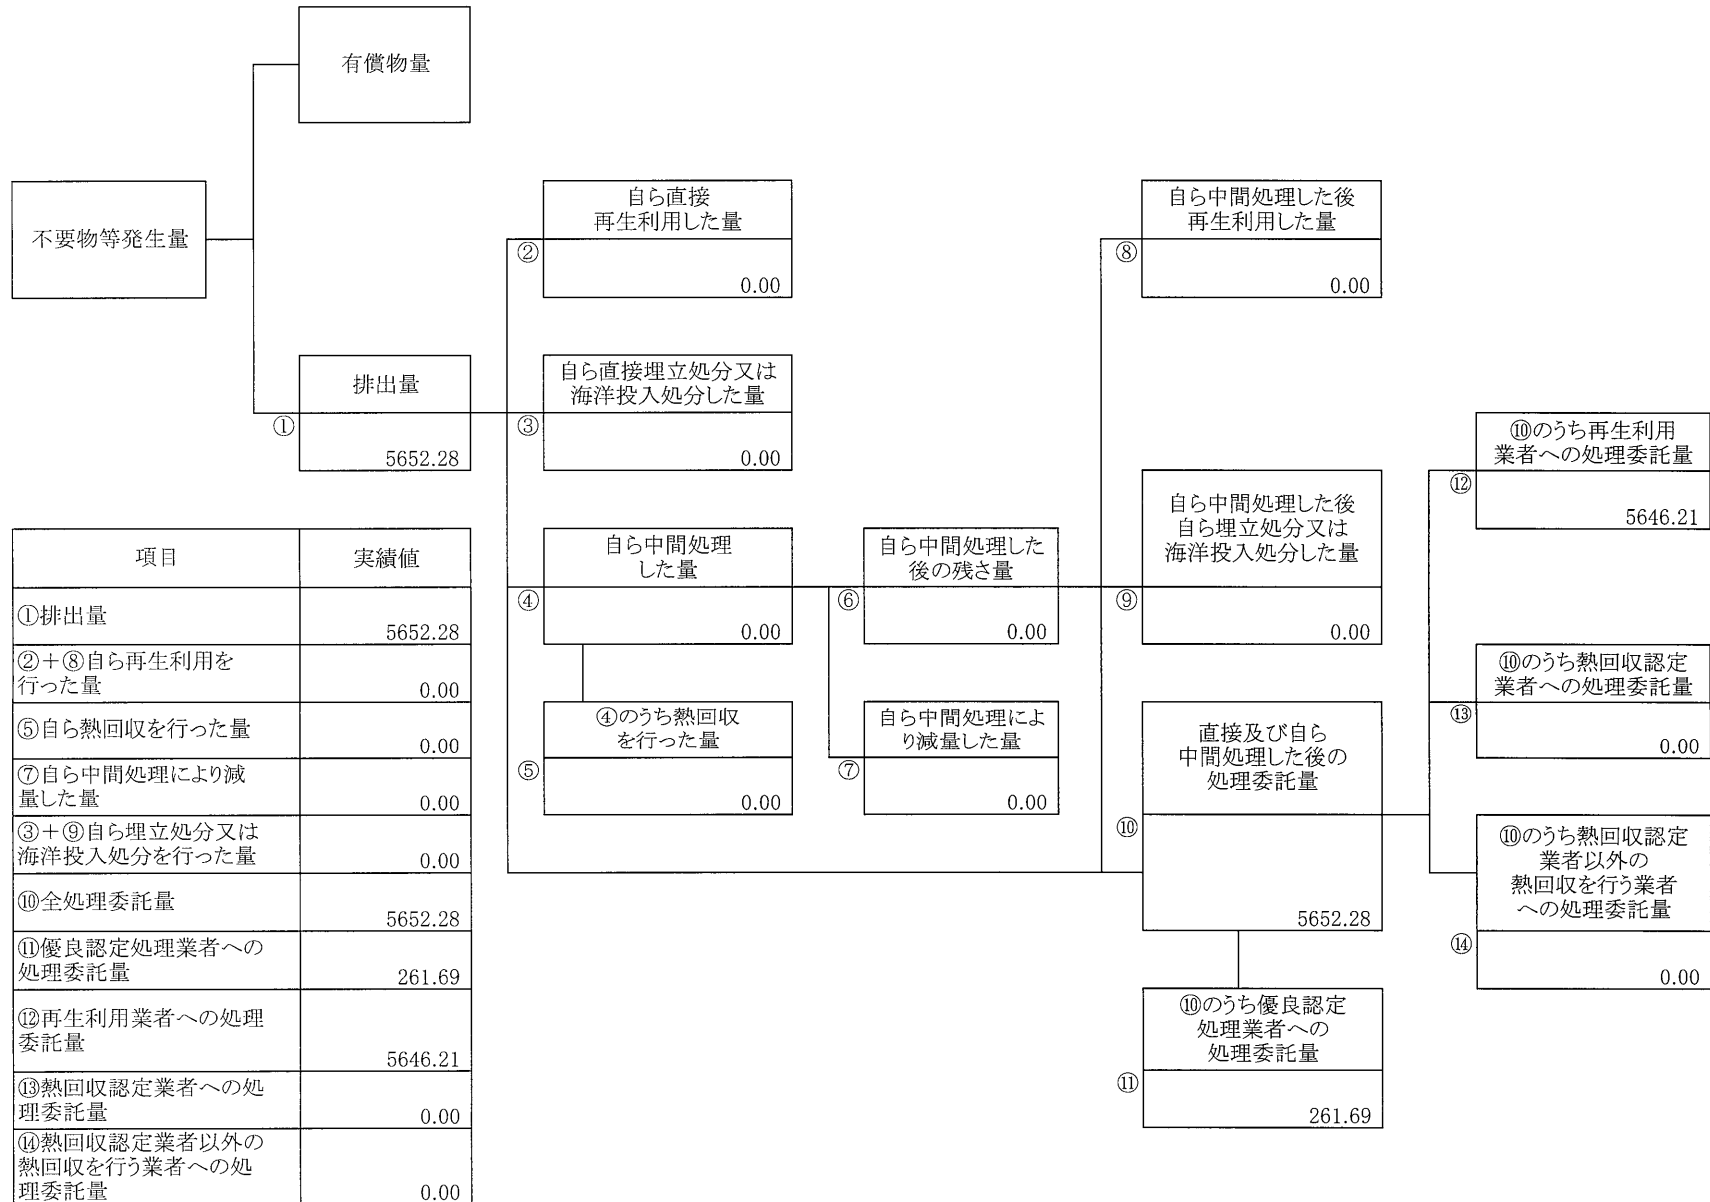 有償物量
不要物等発生量
自ら直接
再生利用した量
②
0.00
自ら中間処理した後
再生利用した量
⑧
0.00
排出量
①
5652.28
自ら直接埋立処分又は
海洋投入処分した量
③
0.00
⑩のうち再生利用
業者への処理委託量
⑫
5646.21
自ら中間処理
した量
④
0.00
自ら中間処理した
後の残さ量
⑥
0.00
自ら中間処理した後
自ら埋立処分又は
海洋投入処分した量
⑨
0.00
⑩のうち熱回収認定
業者への処理委託量
⑬
0.00
④のうち熱回収
を行った量
⑤
0.00
自ら中間処理によ
り減量した量
⑦
0.00
直接及び自ら
中間処理した後の
処理委託量
⑩
5652.28
⑩のうち熱回収認定
業者以外の
熱回収を行う業者
への処理委託量
⑭
0.00
⑩のうち優良認定
処理業者への
処理委託量
⑪
261.69
項目 実績値
①排出量
5652.28
②+⑧自ら再生利用を
行った量 0.00
⑤自ら熱回収を行った量
0.00
⑦自ら中間処理により減
量した量 0.00
③+⑨自ら埋立処分又は
海洋投入処分を行った量 0.00
⑩全処理委託量
5652.28
⑪優良認定処理業者への
処理委託量 261.69
⑫再生利用業者への処理
委託量
5646.21
⑬熱回収認定業者への処
理委託量 0.00
⑭熱回収認定業者以外の
熱回収を行う業者への処
理委託量 0.00